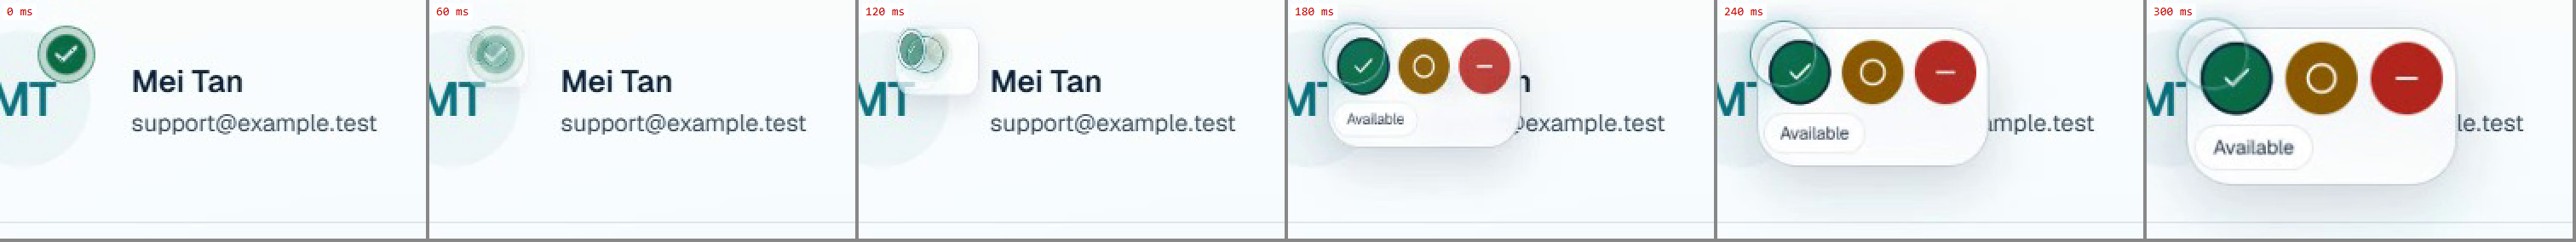 0 ms
MT
Mei Tan
support@example.test
60 ms
MT
Mei Tan
support@example.test
120 ms
MT
Mei Tan
support@example.test
180 ms
M
n
Available
example.test
240 ms
M
Available
ample.test
300 ms
M
Available
le.test